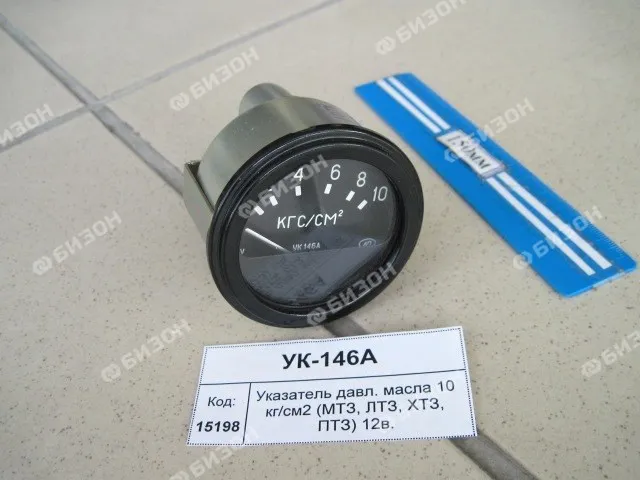 4 6 8 10
КГС/СМ²
УК146А
150MM
УК-146А
Код:
15198
Указатель давл. масла 10
кг/см2 (МТЗ, ЛТЗ, ХТЗ,
ПТЗ) 12в.
БИЗОН